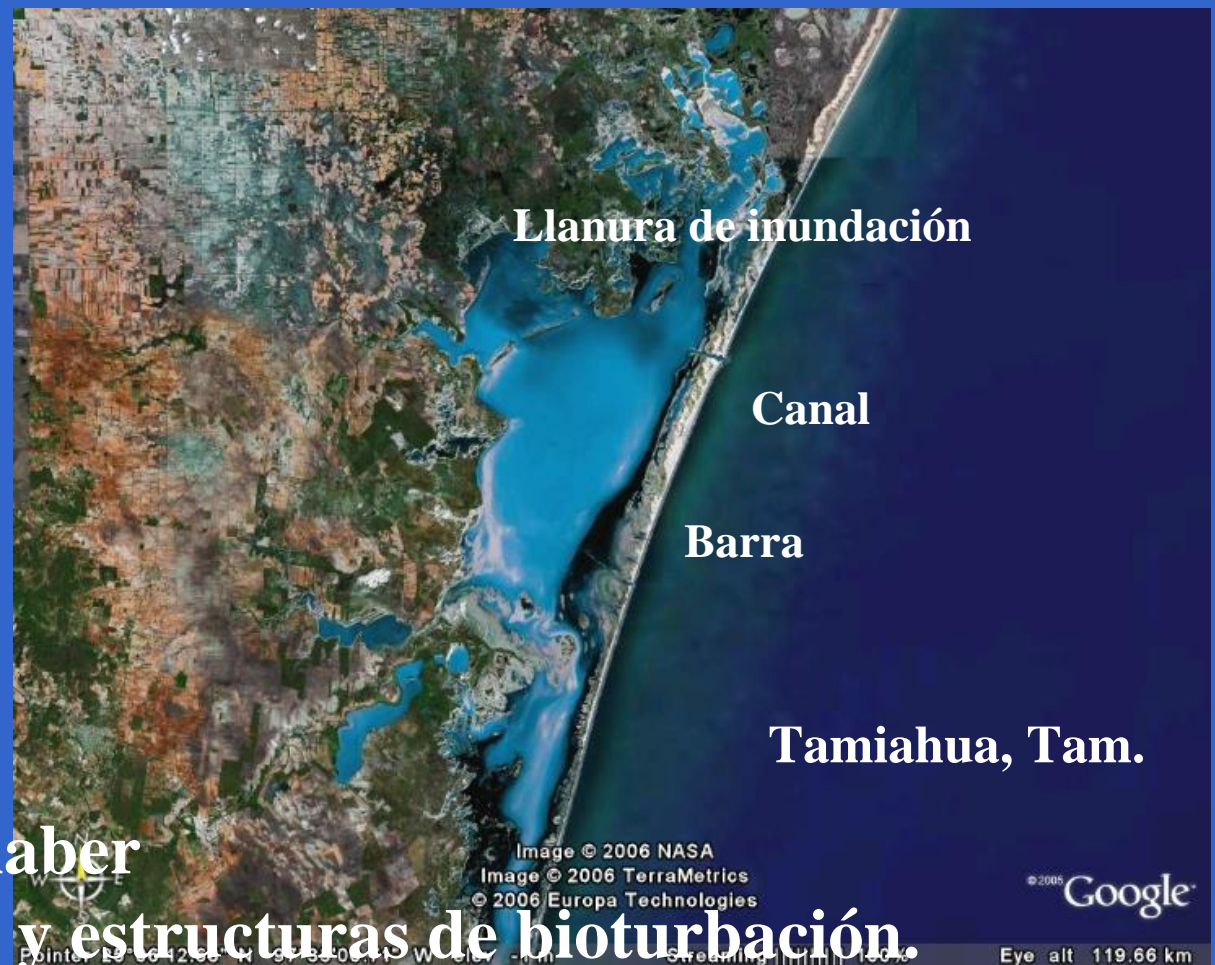 Llanura de inundación
Canal
Barra
Tamiahua, Tam.
aber
y estructuras de bioturbación.
Image © 2006 NASA
Image © 2006 TerraMetrics
© 2006 Europa Technologies
©2005 Google
W E
Eye alt 119.66 km